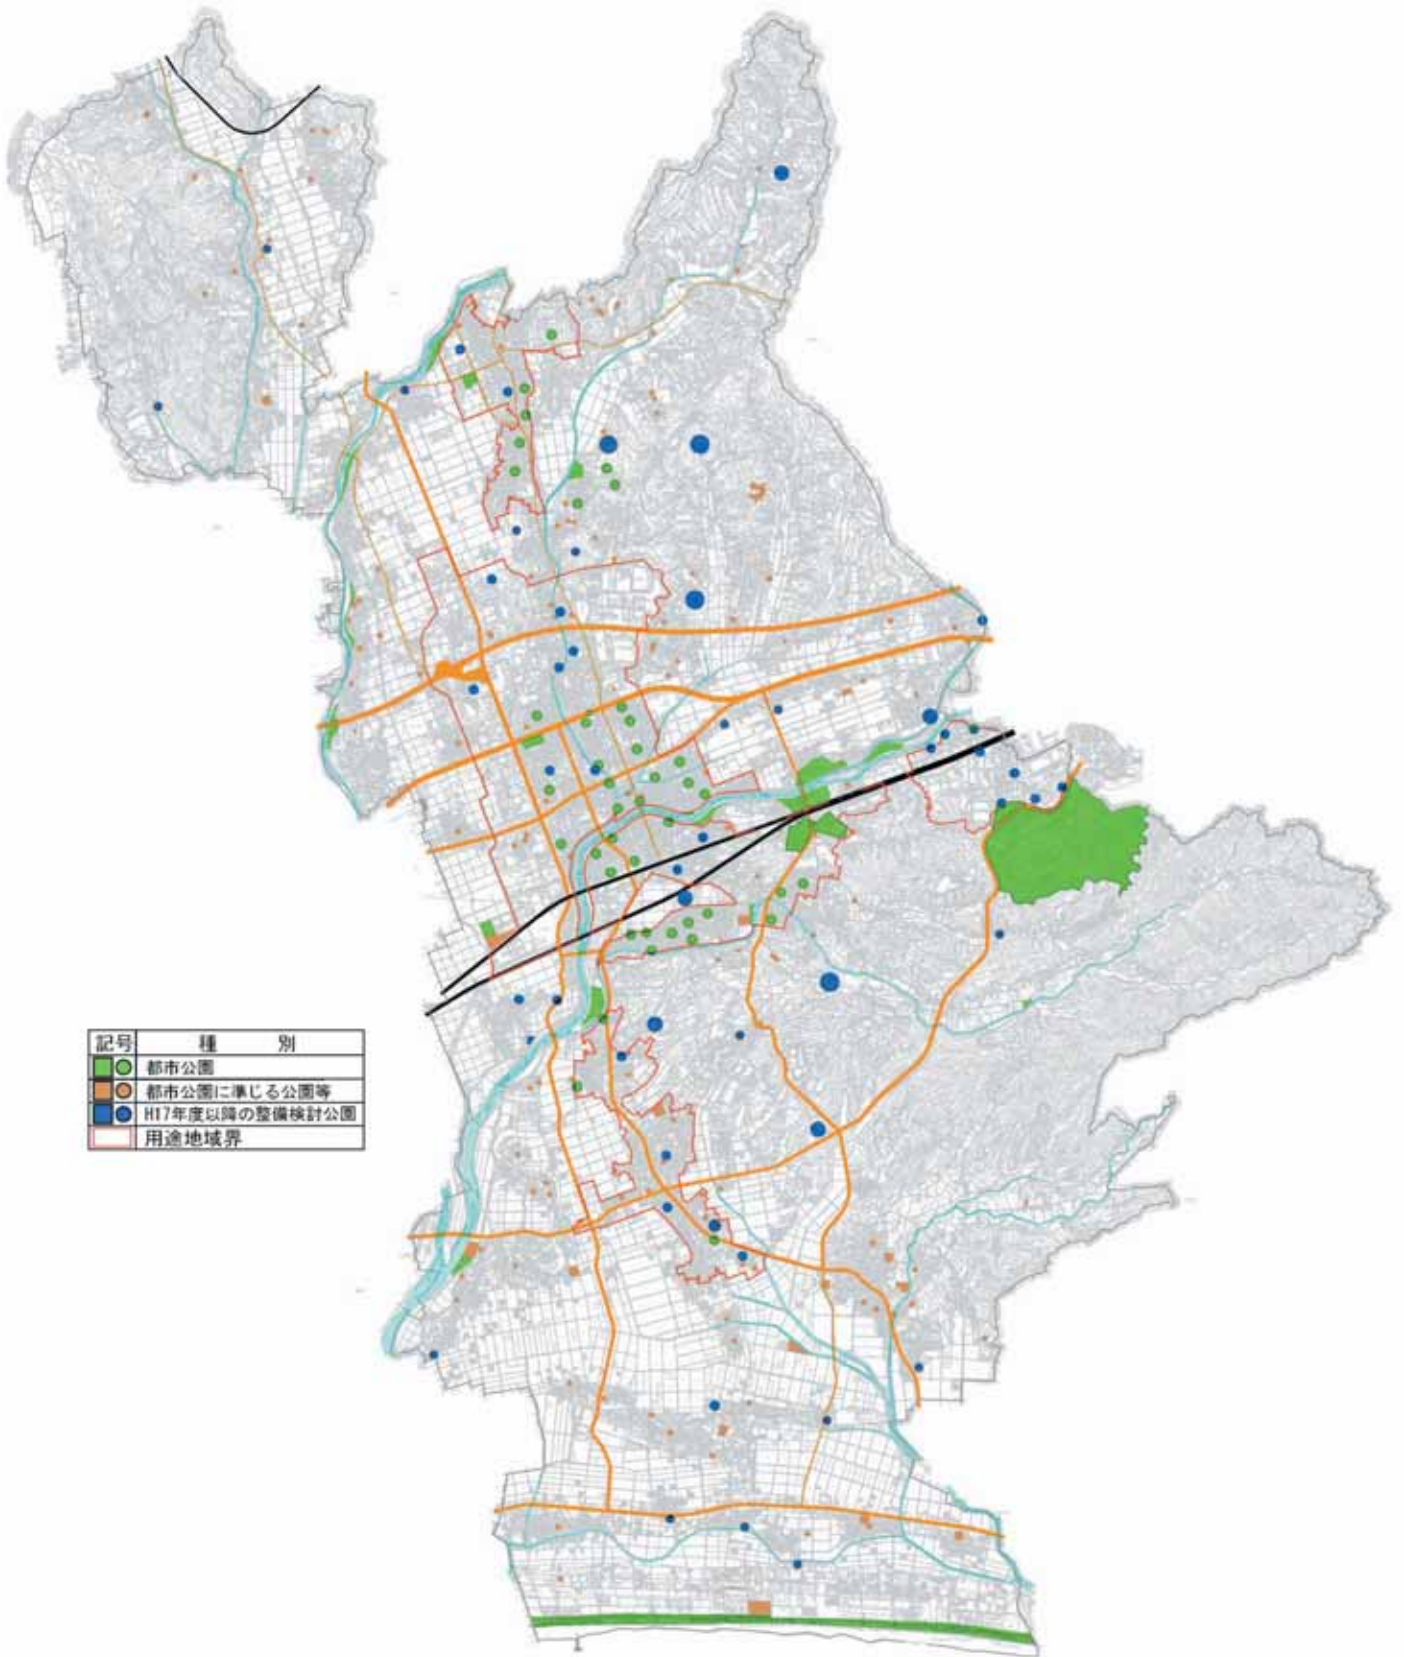 記号 種 別
都市公園
都市公園に準じる公園等
H17年度以降の整備検討公園
用途地域界